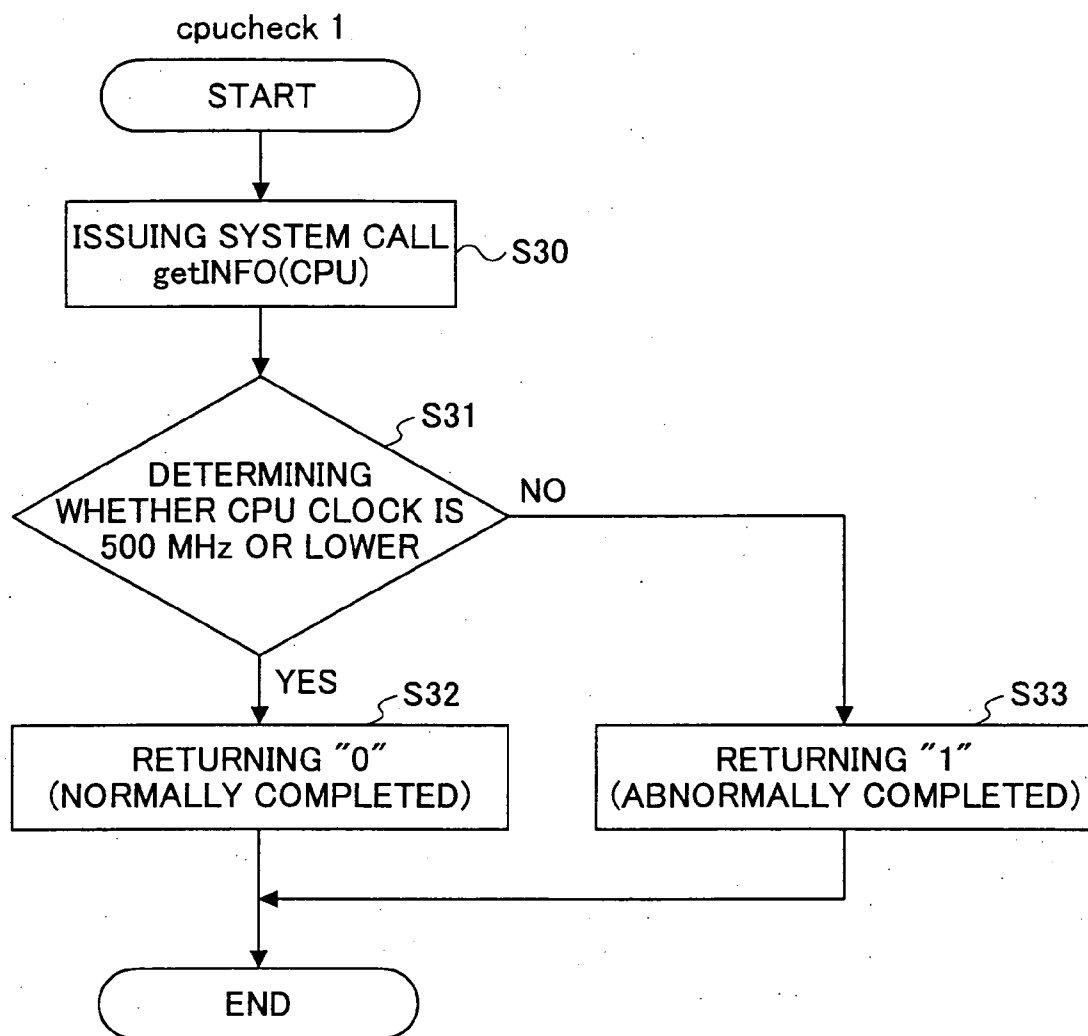 cpucheck 1
START
ISSUING SYSTEM CALL
getINFO(CPU)
S30
S31
DETERMINING
WHETHER CPU CLOCK IS
500 MHz OR LOWER
NO
YES
S32
RETURNING "0"
(NORMALLY COMPLETED)
S33
RETURNING "1"
(ABNORMALLY COMPLETED)
END